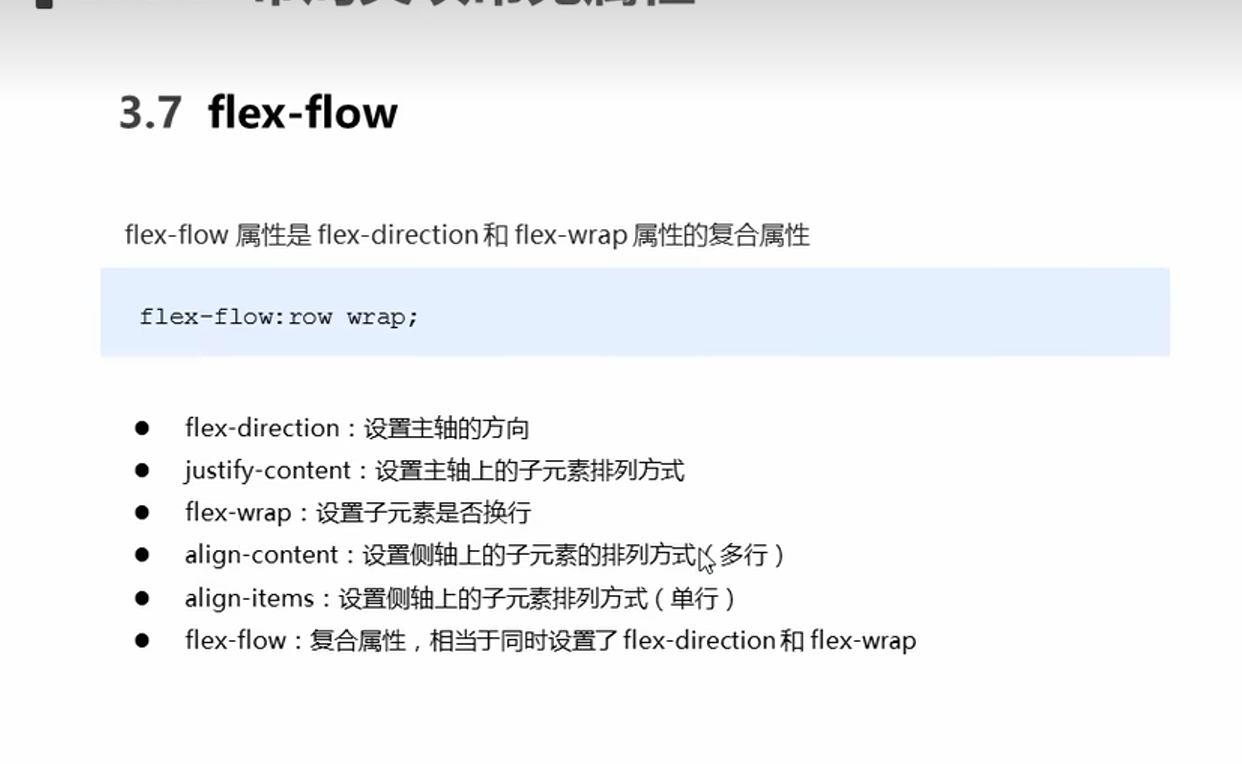 3.7 flex-flow
flex-flow 属性是 flex-direction 和 flex-wrap 属性的复合属性
flex-flow:row wrap;
● flex-direction：设置主轴的方向
● justify-content：设置主轴上的子元素排列方式
● flex-wrap：设置子元素是否换行
● align-content：设置侧轴上的子元素的排列方式（多行）
● align-items：设置侧轴上的子元素排列方式（单行）
● flex-flow：复合属性，相当于同时设置了 flex-direction 和 flex-wrap